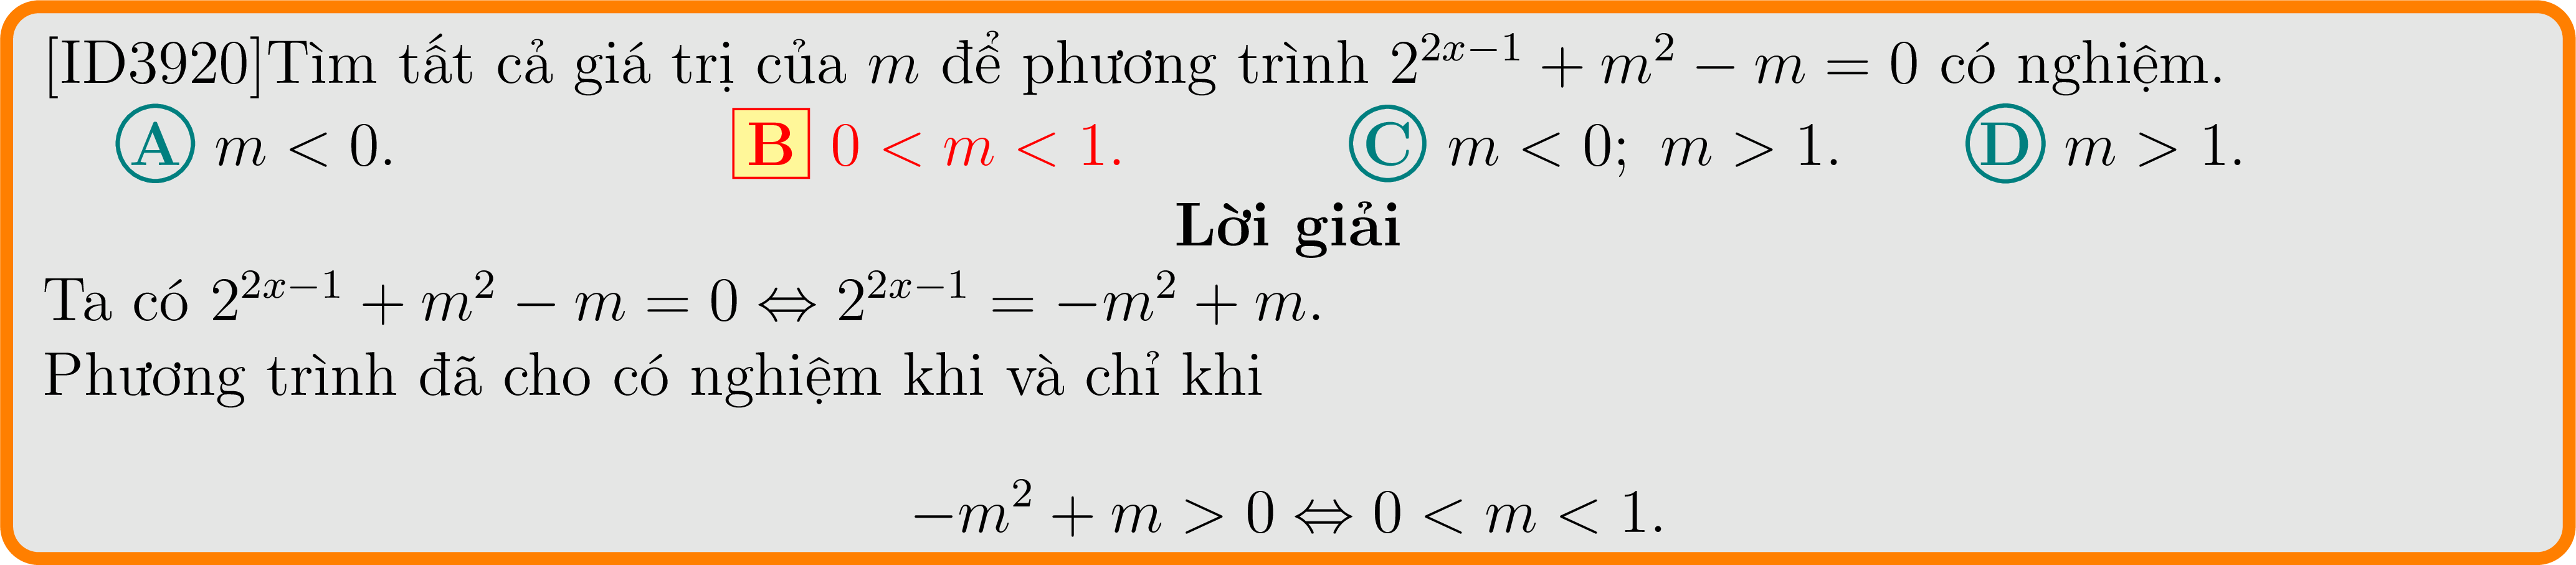 [ID3920]Tìm tất cả giá trị của m để phương trình 2^{2x−1} + m^2 − m = 0 có nghiệm.
A m < 0. B 0 < m < 1. C m < 0; m > 1. D m > 1.
Lời giải
Ta có 2^{2x−1} + m^2 − m = 0 ⇔ 2^{2x−1} = −m^2 + m.
Phương trình đã cho có nghiệm khi và chỉ khi
−m^2 + m > 0 ⇔ 0 < m < 1.